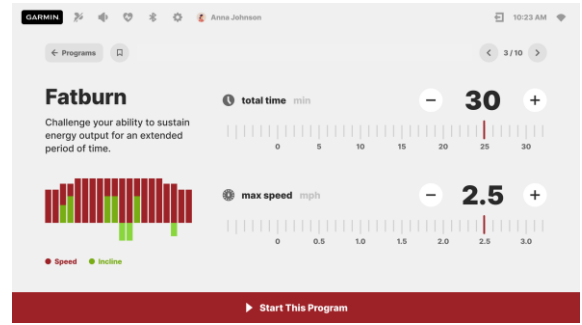 GARMIN Anna Johnson 10:23 AM
← Programs 3/10
Fatburn
Challenge your ability to sustain
energy output for an extended
period of time.
Speed Incline
total time min − 30 +
0 5 10 15 20 25 30
max speed mph − 2.5 +
0 0.5 1.0 1.5 2.0 2.5 3.0
Start This Program